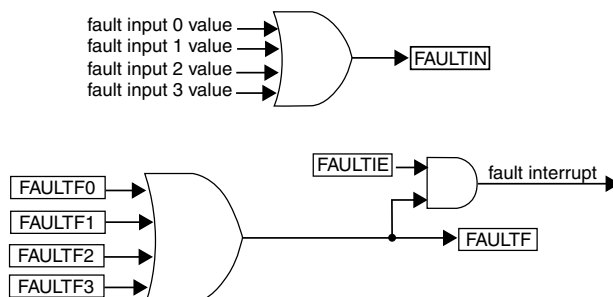 fault input 0 value
fault input 1 value
fault input 2 value
fault input 3 value
FAULTIN
FAULTIE
fault interrupt
FAULTF0
FAULTF1
FAULTF2
FAULTF3
FAULTF